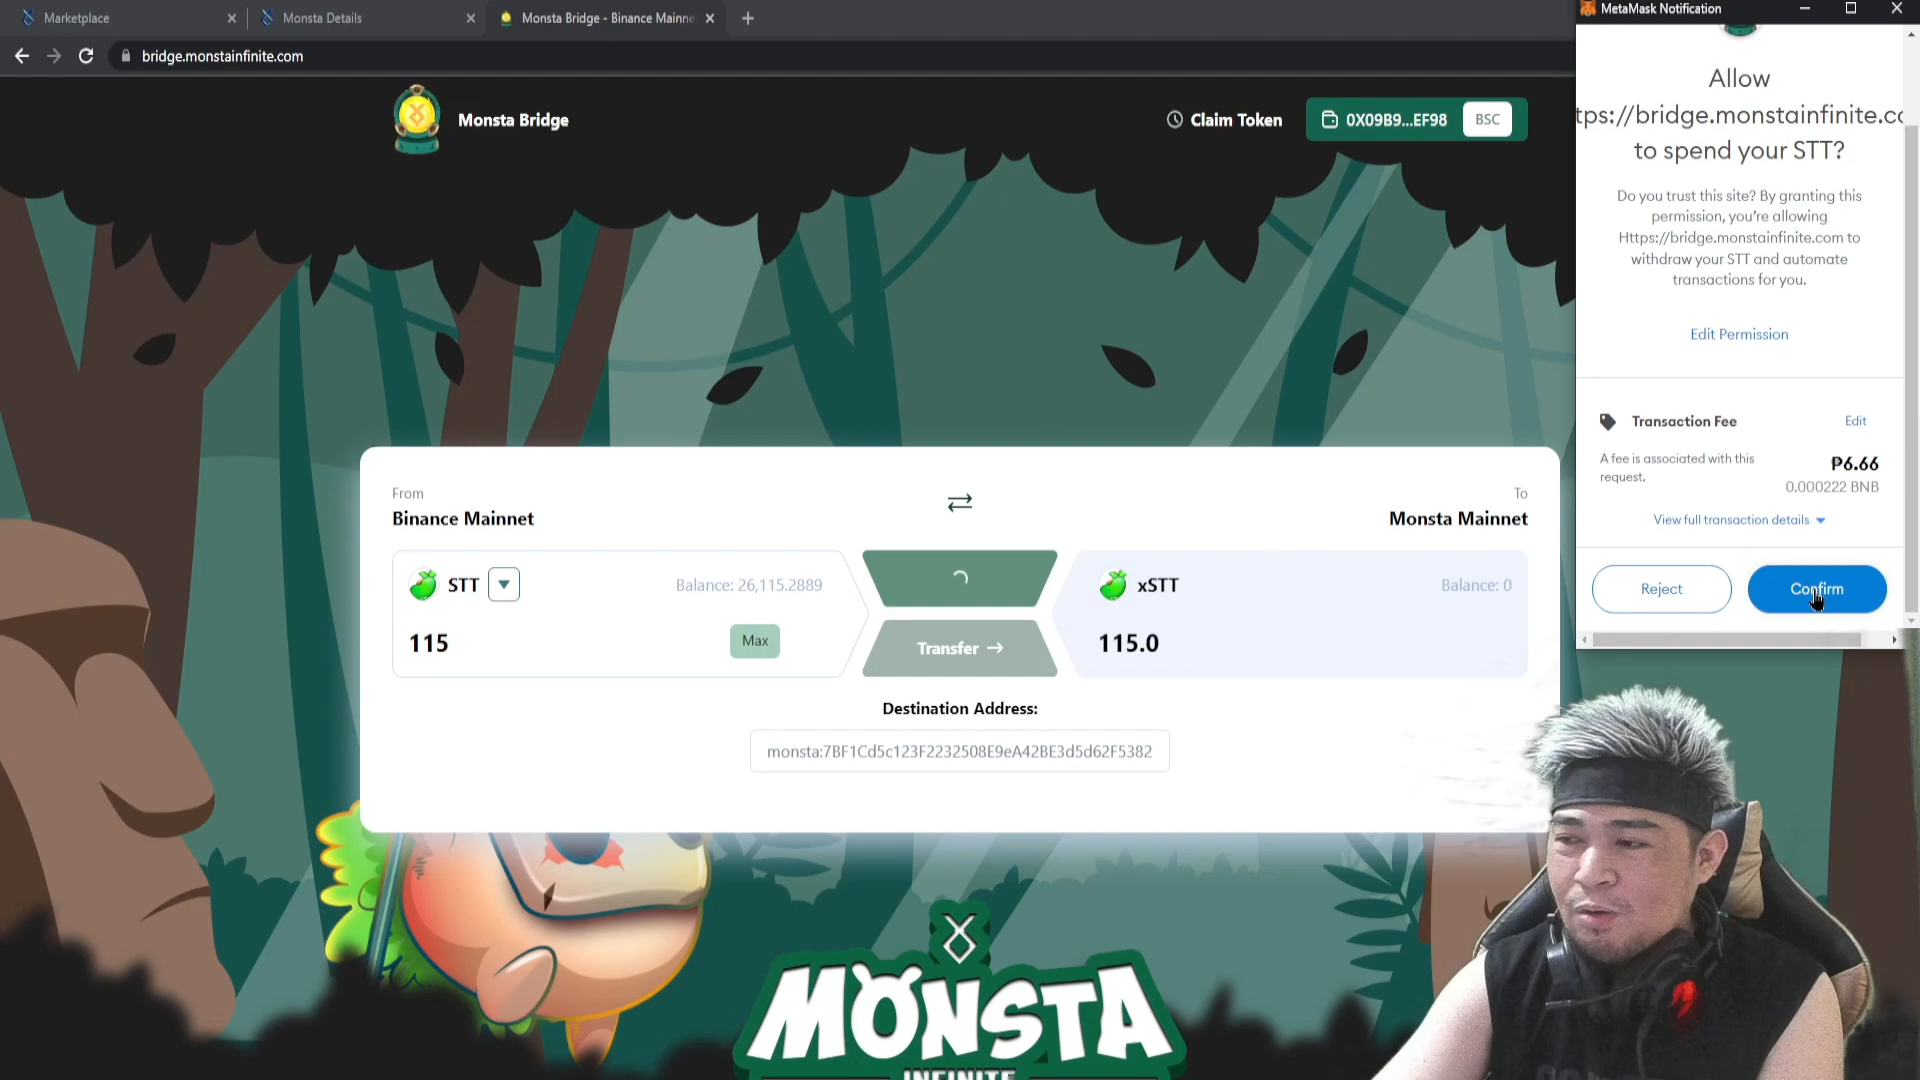 Marketplace
Monsta Details
Monsta Bridge - Binance Mainne
MetaMask Notification
bridge.monstainfinite.com
Monsta Bridge
Claim Token
0X09B9...EF98
BSC
Allow
tps://bridge.monstainfinite.co
to spend your STT?
Do you trust this site? By granting this
permission, you're allowing
Https://bridge.monstainfinite.com to
withdraw your STT and automate
transactions for you.
Edit Permission
Transaction Fee
Edit
A fee is associated with this
request.
₱6.66
0.000222 BNB
View full transaction details
Reject
Confirm
From
To
Binance Mainnet
Monsta Mainnet
STT
Balance: 26,115.2889
xSTT
Balance: 0
115
Max
Transfer →
115.0
Destination Address:
monsta:7BF1Cd5c123F2232508E9eA42BE3d5d62F5382
MONSTA
INFINITE